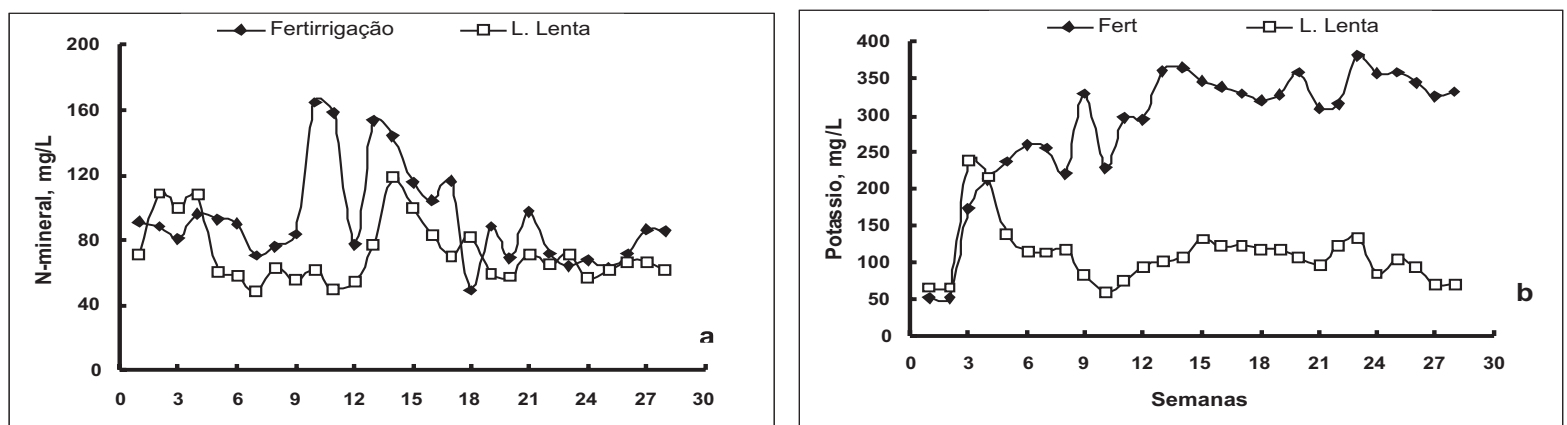 Fertirrigação L. Lenta
N-mineral, mg/L
200
160
120
80
40
0
0 3 6 9 12 15 18 21 24 27 30
a
Fert L. Lenta
Potassio, mg/L
400
350
300
250
200
150
100
50
0
0 3 6 9 12 15 18 21 24 27 30
Semanas
b